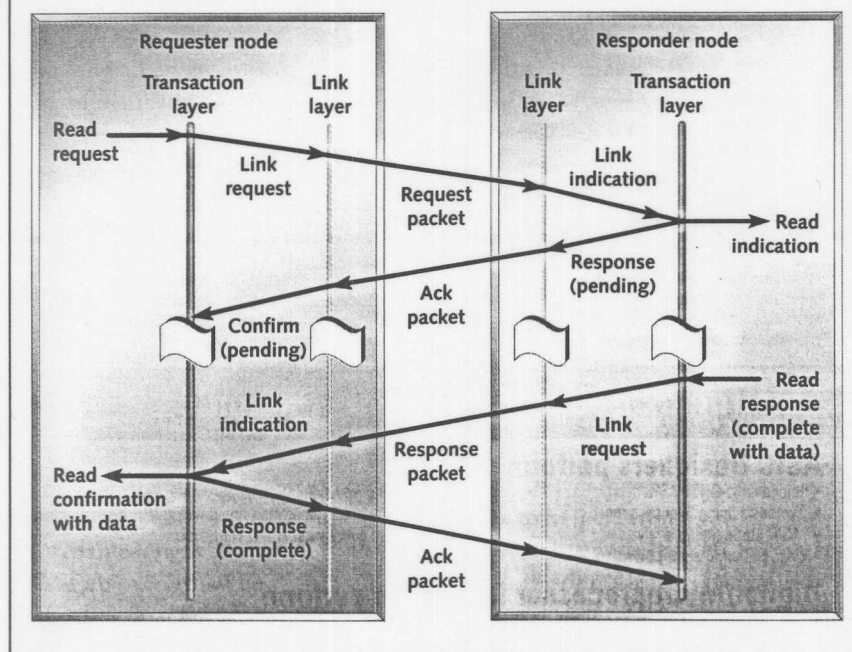 Requester node
Responder node
Transaction
layer
Link
layer
Link
layer
Transaction
layer
Read
request
Link
request
Request
packet
Link
indication
Read
indication
Response
(pending)
Ack
packet
Confirm
(pending)
Read
response
(complete
with data)
Link
request
Response
packet
Link
indication
Read
confirmation
with data
Response
(complete)
Ack
packet